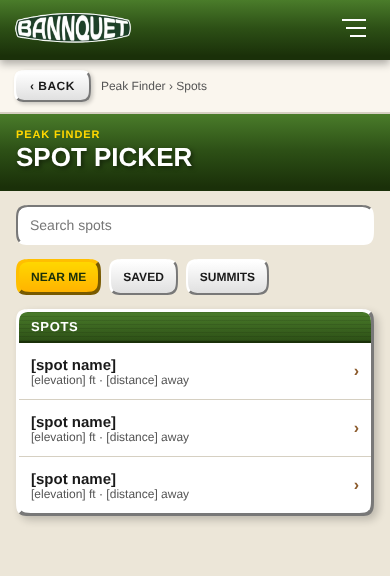 BANNQUET
‹ BACK
Peak Finder › Spots
PEAK FINDER
SPOT PICKER
Search spots
NEAR ME
SAVED
SUMMITS
SPOTS
[spot name]
[elevation] ft · [distance] away
›
[spot name]
[elevation] ft · [distance] away
›
[spot name]
[elevation] ft · [distance] away
›